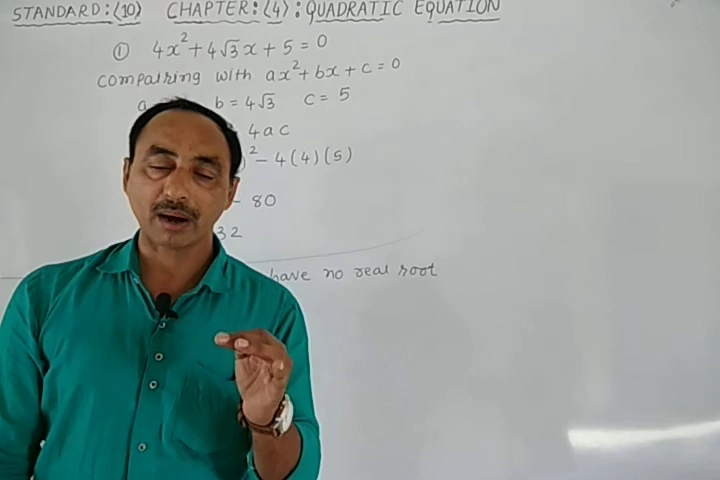 STANDARD:⟨10⟩ CHAPTER:⟨4⟩: QUADRATIC EQUATION
① 4x² + 4√3x + 5 = 0
compairing with ax² + bx + c = 0
a b = 4√3 c = 5
4ac
)² - 4(4)(5)
- 80
32
have no real root